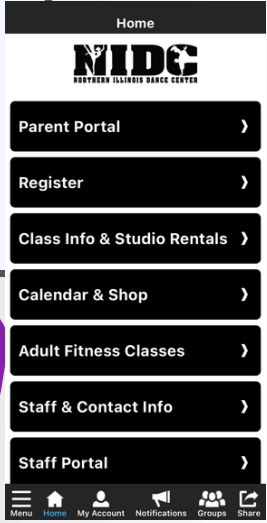 Home
NIDC
NORTHERN ILLINOIS DANCE CENTER
Parent Portal
Register
Class Info & Studio Rentals
Calendar & Shop
Adult Fitness Classes
Staff & Contact Info
Staff Portal
Menu Home My Account Notifications Groups Share